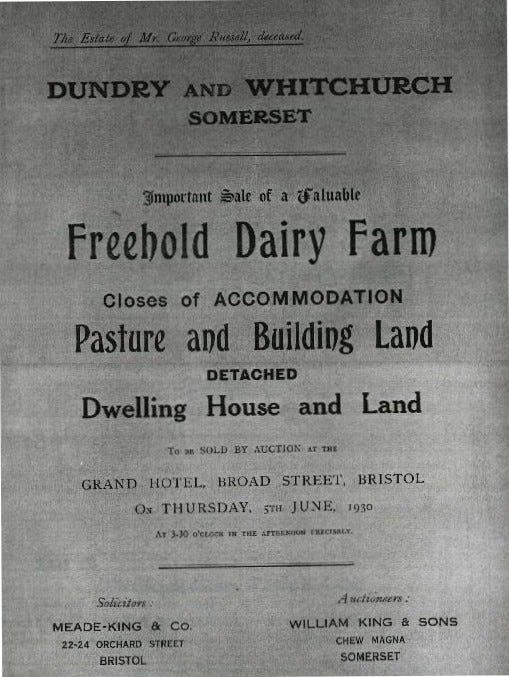 The Estate of Mr. George Russell, deceased.
DUNDRY AND WHITCHURCH
SOMERSET
Important Sale of a Valuable
Freehold Dairy Farm
Closes of ACCOMMODATION
Pasture and Building Land
DETACHED
Dwelling House and Land
TO BE SOLD BY AUCTION AT THE
GRAND HOTEL, BROAD STREET, BRISTOL
ON THURSDAY, 5TH JUNE, 1930
AT 3-30 O'CLOCK IN THE AFTERNOON PRECISELY.
Solicitors:
MEADE-KING & CO.
22-24 ORCHARD STREET
BRISTOL
Auctioneers:
WILLIAM KING & SONS
CHEW MAGNA
SOMERSET